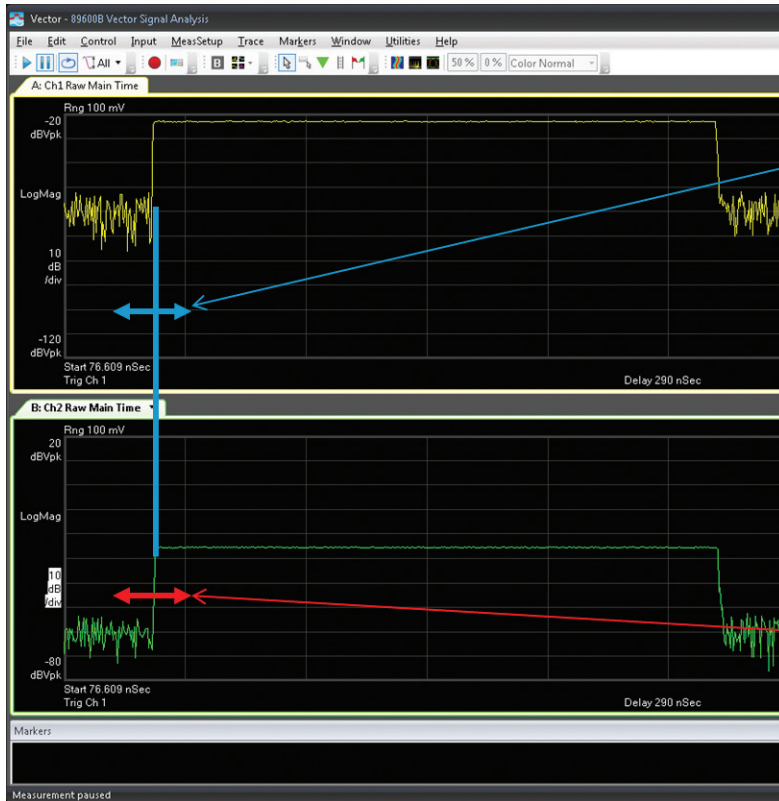 Vector - 89600B Vector Signal Analysis
File Edit Control Input MeasSetup Trace Markers Window Utilities Help
All B 50% 0% Color Normal
A: Ch1 Raw Main Time
Rng 100 mV
-20
dBVpk
LogMag
10
dB
/div
-120
dBVpk
Start 76.609 nSec
Trig Ch 1 Delay 290 nSec
B: Ch2 Raw Main Time
Rng 100 mV
20
dBVpk
LogMag
10
dB
/div
-80
dBVpk
Start 76.609 nSec
Trig Ch 1 Delay 290 nSec
Markers
Measurement paused